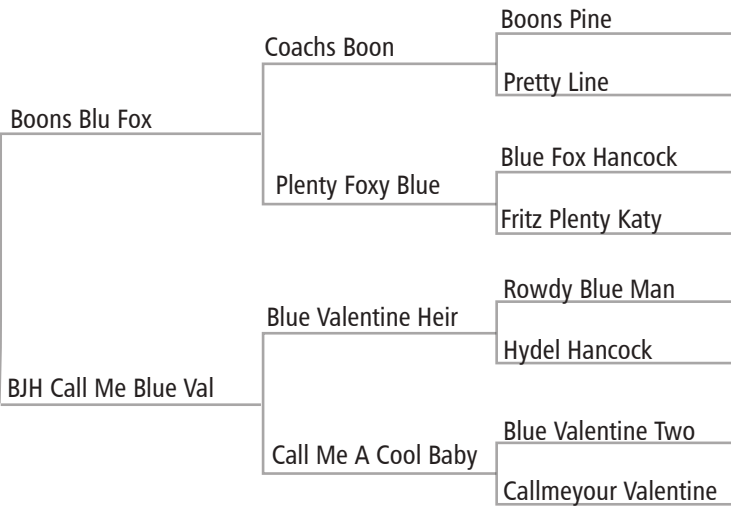 Boons Pine
Coachs Boon
Pretty Line
Boons Blu Fox
Blue Fox Hancock
Plenty Foxy Blue
Fritz Plenty Katy
Rowdy Blue Man
Blue Valentine Heir
Hydel Hancock
BJH Call Me Blue Val
Blue Valentine Two
Call Me A Cool Baby
Callmeyour Valentine